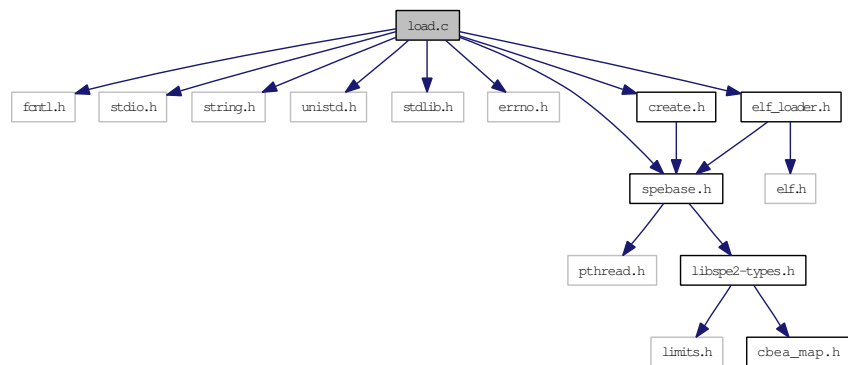 load.c
fcntl.h
stdio.h
string.h
unistd.h
stdlib.h
errno.h
create.h
elf_loader.h
spebase.h
elf.h
pthread.h
libspe2-types.h
limits.h
cbea_map.h